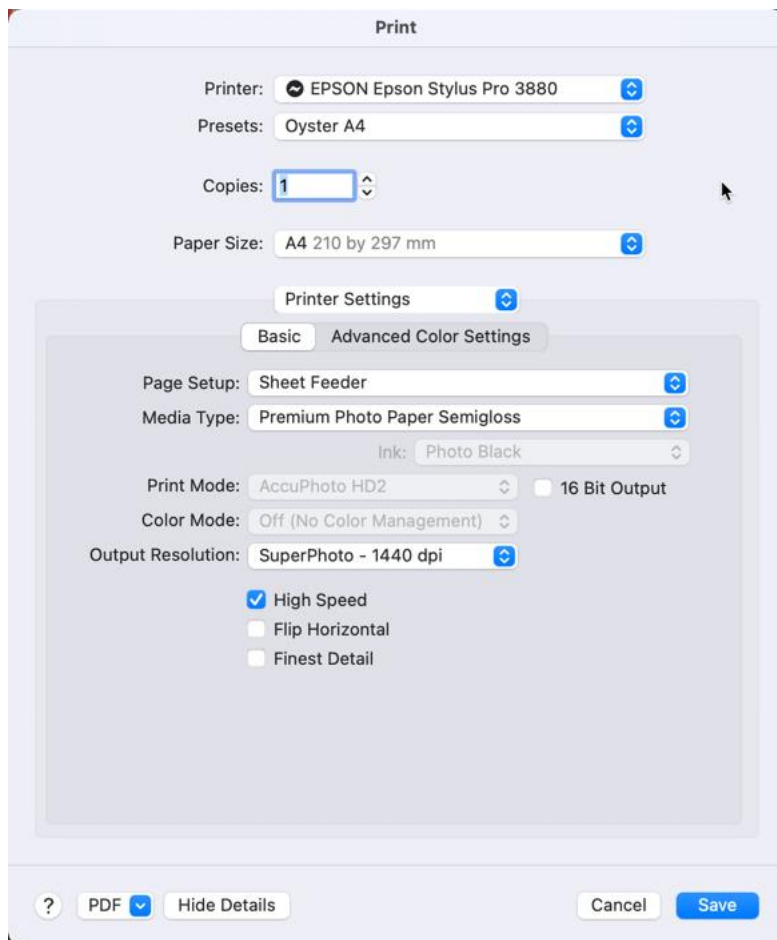 Print
Printer: EPSON Epson Stylus Pro 3880
Presets: Oyster A4
Copies: 1
Paper Size: A4 210 by 297 mm
Printer Settings
Basic Advanced Color Settings
Page Setup: Sheet Feeder
Media Type: Premium Photo Paper Semigloss
Ink: Photo Black
Print Mode: AccuPhoto HD2 16 Bit Output
Color Mode: Off (No Color Management)
Output Resolution: SuperPhoto - 1440 dpi
High Speed
Flip Horizontal
Finest Detail
? PDF Hide Details Cancel Save